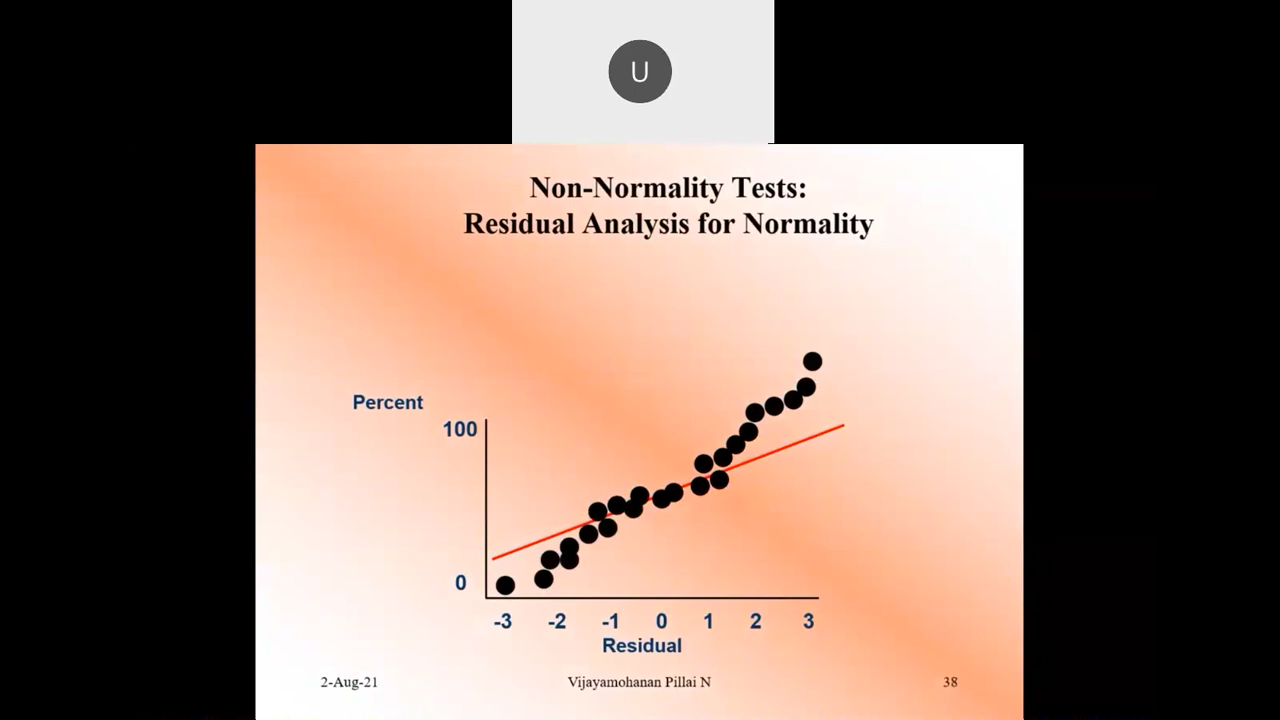 U
Non-Normality Tests:
Residual Analysis for Normality
Percent
100
0
-3 -2 -1 0 1 2 3
Residual
2-Aug-21 Vijayamohanan Pillai N 38